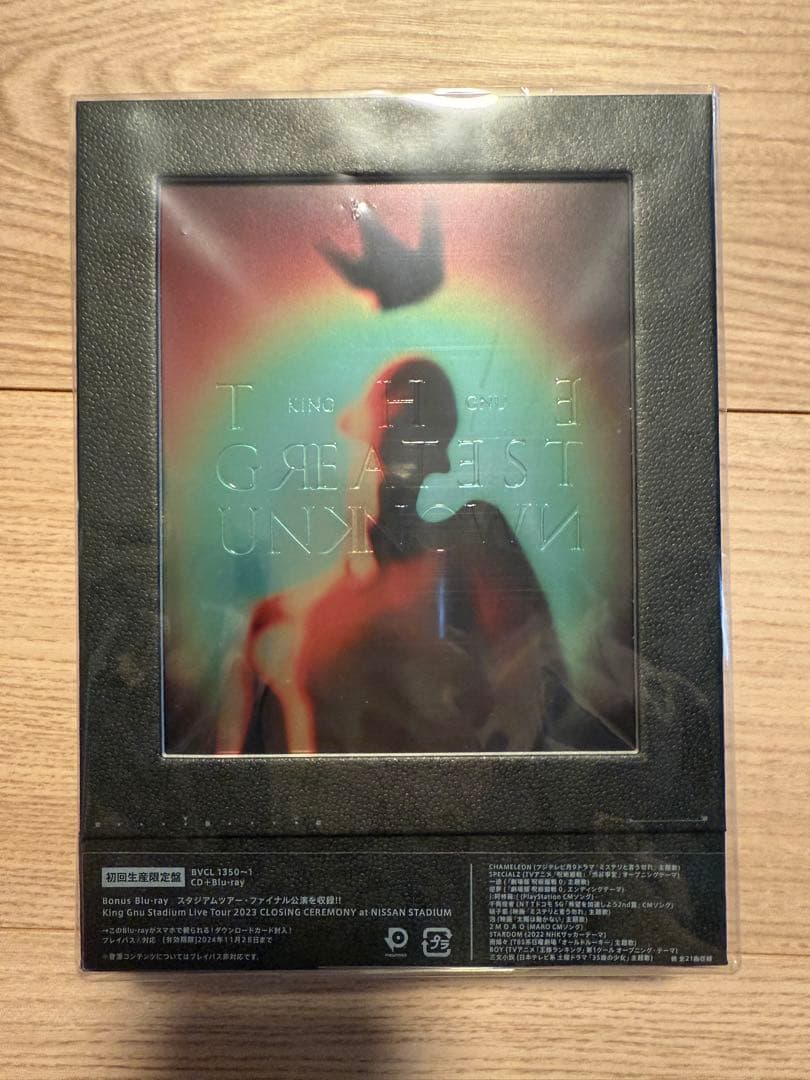 THE
KING GNU
GREATEST
UNKNOWN
初回生産限定盤
BVCL 1350~1
CD+Blu-ray
Bonus Blu-ray スタジアムツアー・ファイナル公演を収録!!
King Gnu Stadium Live Tour 2023 CLOSING CEREMONY at NISSAN STADIUM
→このBlu-rayがスマホで観られる!ダウンロードカード封入!
プレイパス®対応 [有効期限]2024年11月28日まで
※音源コンテンツについてはプレイパス非対応です。
プラ
CHAMELEON (フジテレビ月9ドラマ「ミステリと言う勿れ」主題歌)
SPECIALZ (TVアニメ「呪術廻戦」「渋谷事変」オープニングテーマ)
一途 (「劇場版 呪術廻戦 0」主題歌)
逆夢 (「劇場版 呪術廻戦 0」エンディングテーマ)
):阿修羅:( (PlayStation CMソング)
千両役者 (NTTドコモ 5G「希望を加速しよう2nd篇」CMソング)
硝子窓 (映画「ミステリと言う勿れ」主題歌)
泡 (映画「太陽は動かない」主題歌)
2 M O Я O (MARO CMソング)
STARDOM (2022 NHKサッカーテーマ)
雨燦々 (TBS系日曜劇場「オールドルーキー」主題歌)
BOY (TVアニメ「王様ランキング」第1クール オープニング・テーマ)
三文小説 (日本テレビ系 土曜ドラマ「35歳の少女」主題歌)
他 全21曲収録